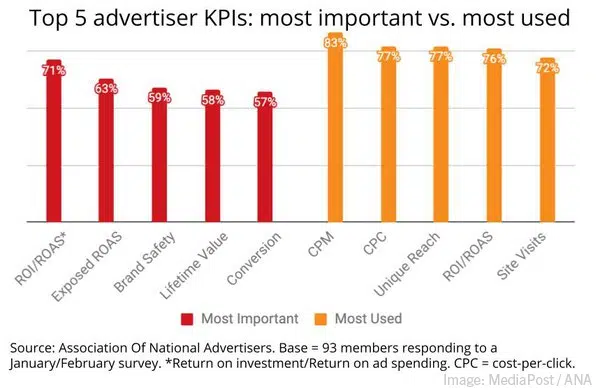 Top 5 advertiser KPIs: most important vs. most used
71%
63%
59%
58%
57%
83%
77%
77%
76%
72%
ROI/ROAS*
Exposed ROAS
Brand Safety
Lifetime Value
Conversion
CPM
CPC
Unique Reach
ROI/ROAS
Site Visits
Most Important
Most Used
Source: Association Of National Advertisers. Base = 93 members responding to a
January/February survey. *Return on investment/Return on ad spending. CPC = cost-per-click.
Image: MediaPost / ANA